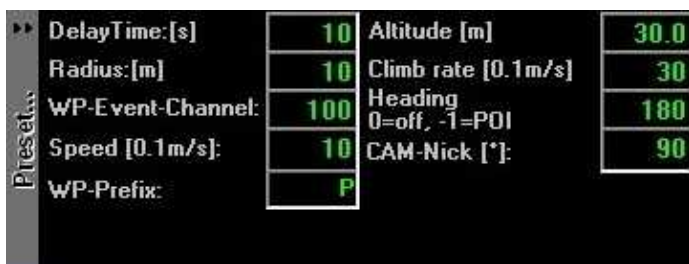 Preset...
DelayTime:[s] 10
Radius:[m] 10
WP-Event-Channel: 100
Speed [0.1m/s]: 10
WP-Prefix: P
Altitude [m] 30.0
Climb rate [0.1m/s] 30
Heading
0=off, -1=POI 180
CAM-Nick [°]: 90